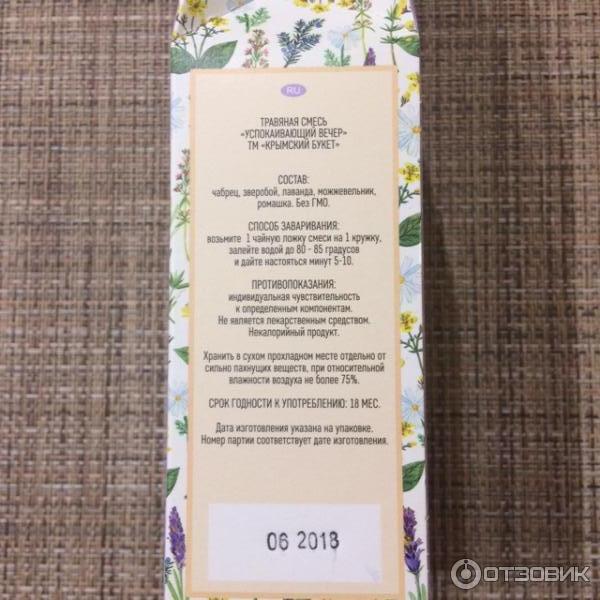 RU
ТРАВЯНАЯ СМЕСЬ
«УСПОКАИВАЮЩИЙ ВЕЧЕР»
ТМ «КРЫМСКИЙ БУКЕТ»
СОСТАВ:
чабрец, зверобой, лаванда, можжевельник,
ромашка. Без ГМО.
СПОСОБ ЗАВАРИВАНИЯ:
возьмите 1 чайную ложку смеси на 1 кружку,
залейте водой до 80 - 85 градусов
и дайте настояться минут 5-10.
ПРОТИВОПОКАЗАНИЯ:
индивидуальная чувствительность
к определенным компонентам.
Не является лекарственным средством.
Некалорийный продукт.
Хранить в сухом прохладном месте отдельно от
сильно пахнущих веществ, при относительной
влажности воздуха не более 75%.
СРОК ГОДНОСТИ К УПОТРЕБЛЕНИЮ: 18 МЕС.
Дата изготовления указана на упаковке.
Номер партии соответствует дате изготовления.
06 2018
ОТЗОВИК